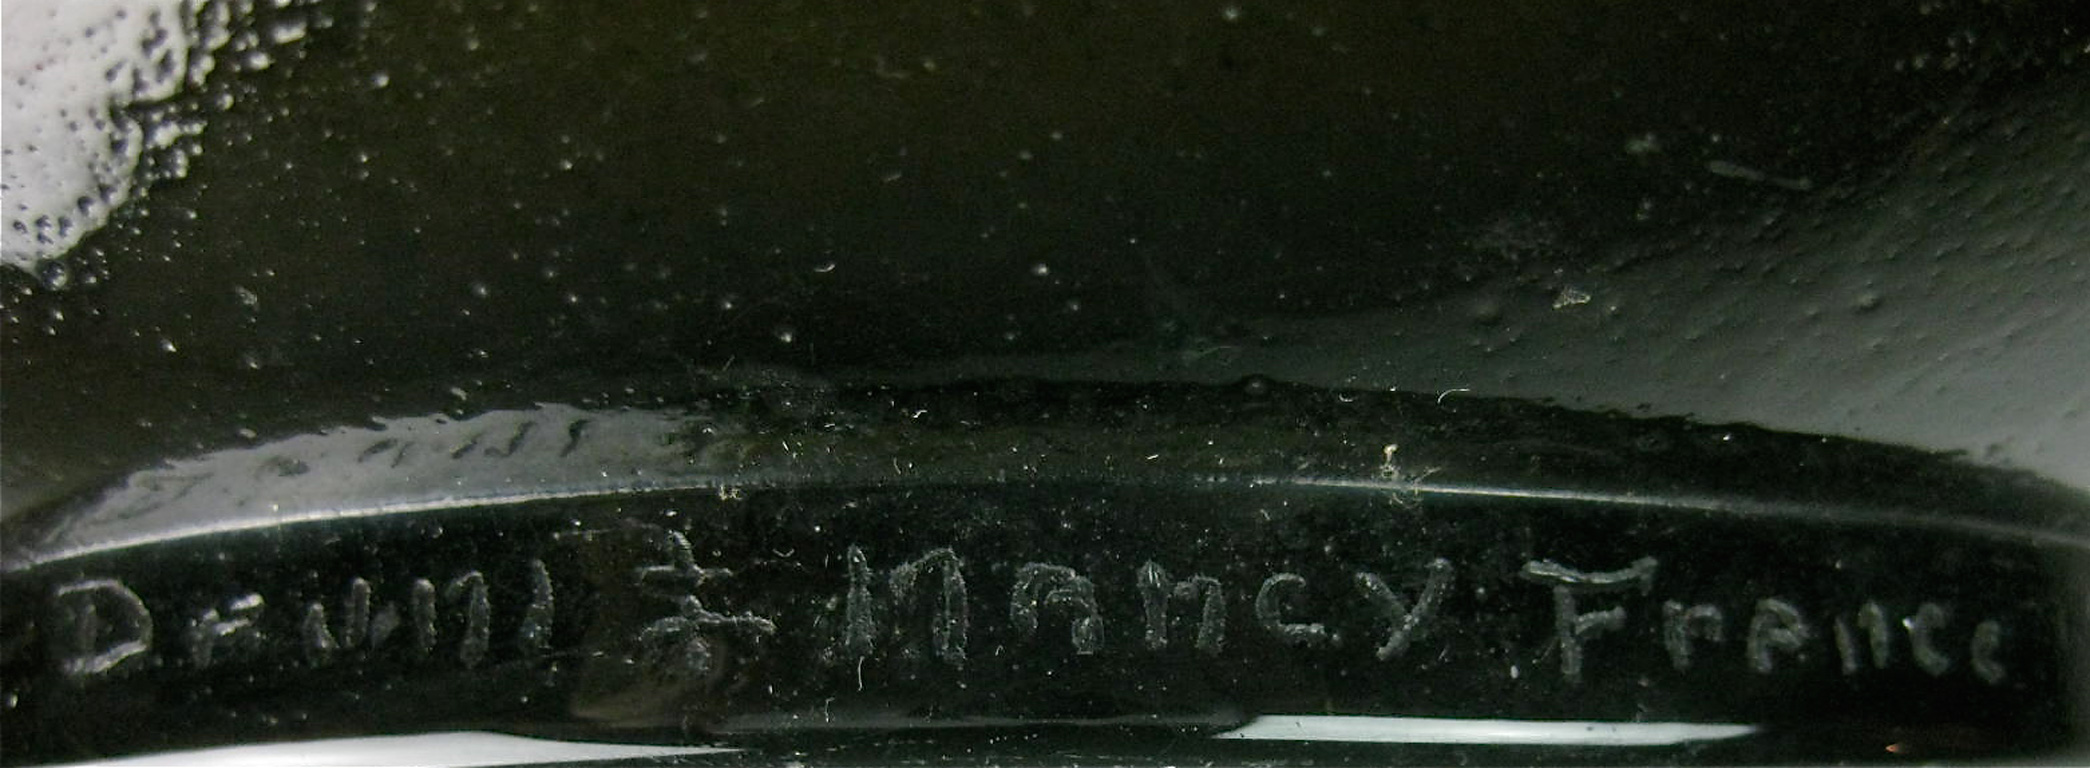 Daum ‡ Nancy France